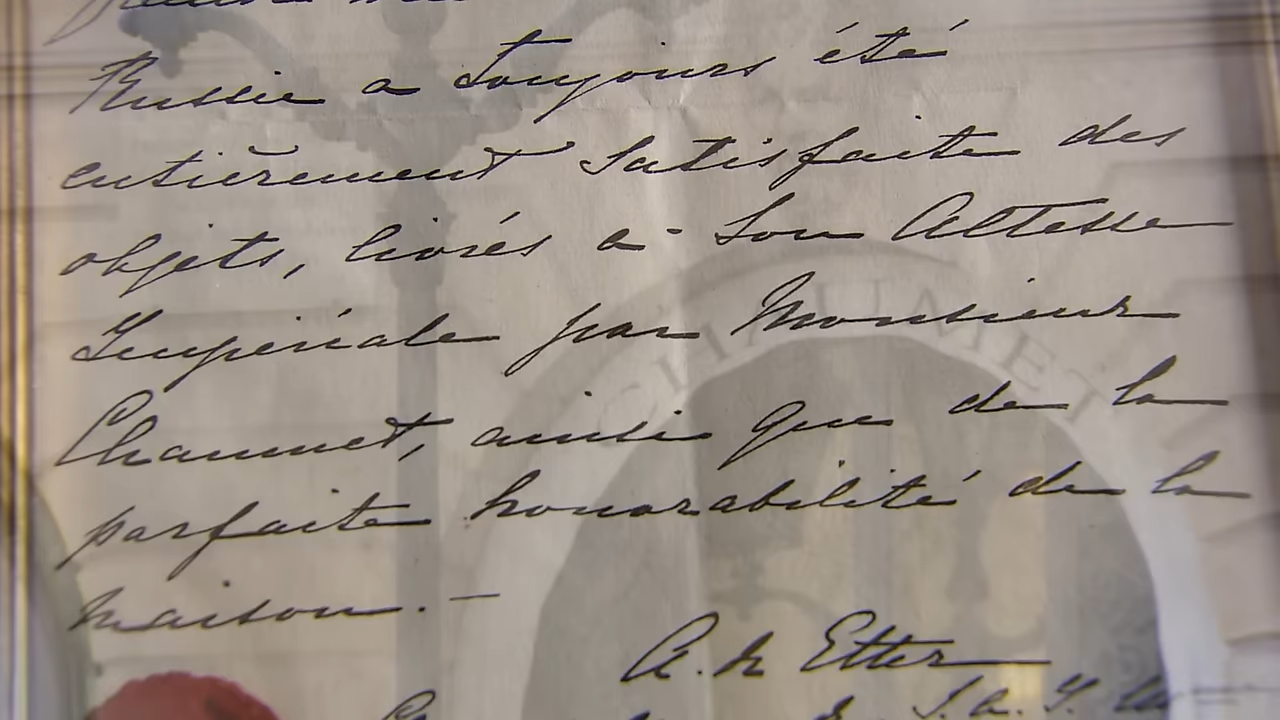 Russie a toujours été
entièrement satisfaite des
objets, livrés a son Altesse
Impériale par Monsieur
Chaumet, ainsi que de la
parfaite honorabilité de la
maison. —
A. de Etter
S. A. I.
CHAUMET